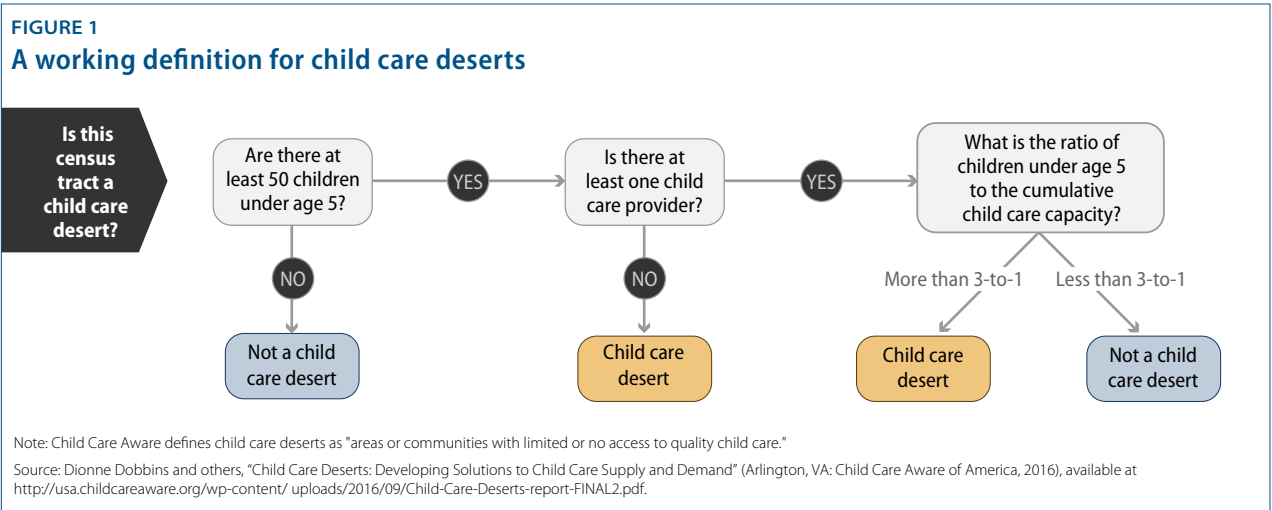 FIGURE 1
A working definition for child care deserts
Is this
census
tract a
child care
desert?
Are there at
least 50 children
under age 5?
YES
Is there at
least one child
care provider?
YES
What is the ratio of
children under age 5
to the cumulative
child care capacity?
NO
NO
More than 3-to-1
Less than 3-to-1
Not a child
care desert
Child care
desert
Child care
desert
Not a child
care desert
Note: Child Care Aware defines child care deserts as "areas or communities with limited or no access to quality child care.”
Source: Dionne Dobbins and others, “Child Care Deserts: Developing Solutions to Child Care Supply and Demand” (Arlington, VA: Child Care Aware of America, 2016), available at
http://usa.childcareaware.org/wp-content/ uploads/2016/09/Child-Care-Deserts-report-FINAL2.pdf.